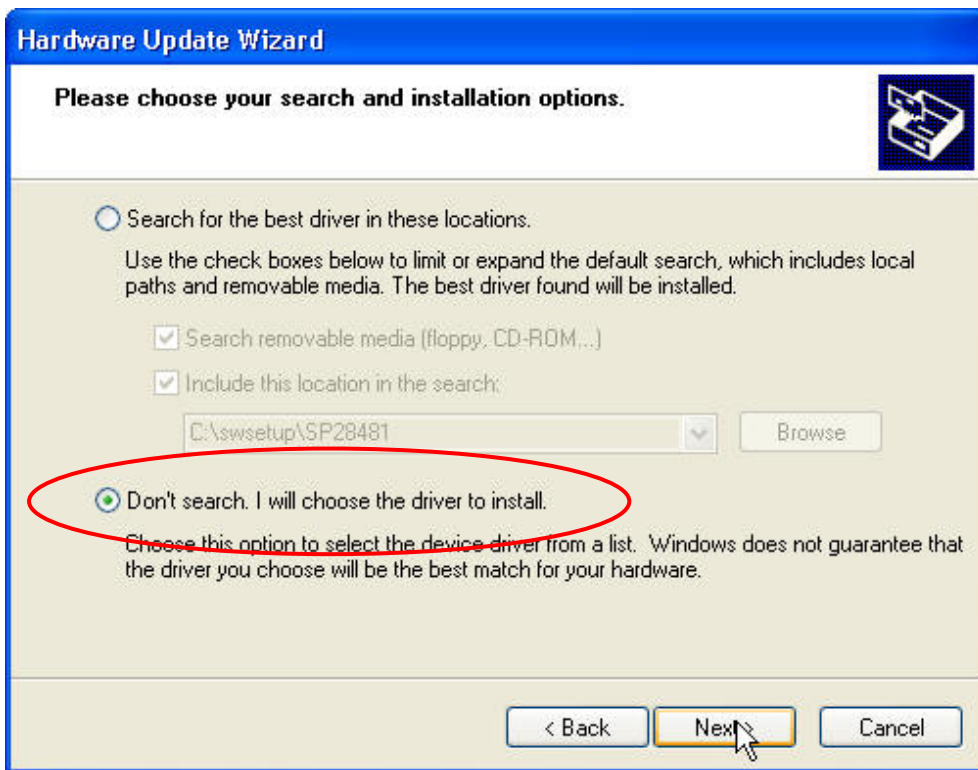 Hardware Update Wizard
Please choose your search and installation options.
Search for the best driver in these locations.
Use the check boxes below to limit or expand the default search, which includes local
paths and removable media. The best driver found will be installed.
Search removable media (floppy, CD-ROM...)
Include this location in the search:
C:\swsetup\SP28481
Browse
Don't search. I will choose the driver to install.
Choose this option to select the device driver from a list. Windows does not guarantee that
the driver you choose will be the best match for your hardware.
< Back
Next >
Cancel